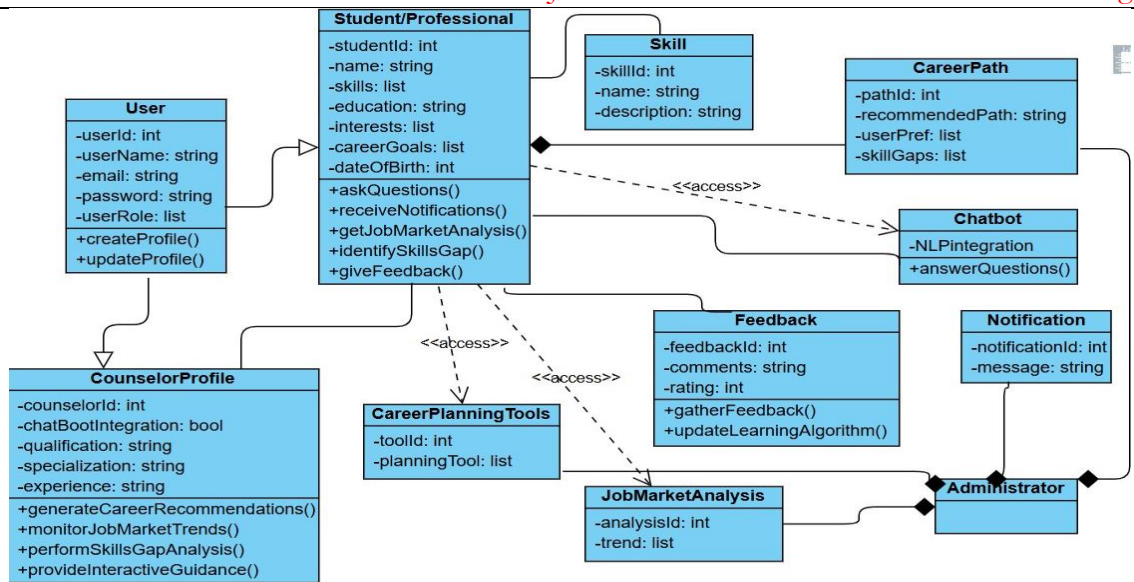 Student/Professional
-studentId: int
-name: string
-skills: list
-education: string
-interests: list
-careerGoals: list
-dateOfBirth: int
+askQuestions()
+receiveNotifications()
+getJobMarketAnalysis()
+identifySkillsGap()
+giveFeedback()
Skill
-skillId: int
-name: string
-description: string
CareerPath
-pathId: int
-recommendedPath: string
-userPref: list
-skillGaps: list
User
-userId: int
-userName: string
-email: string
-password: string
-userRole: list
+createProfile()
+updateProfile()
<<access>>
Chatbot
-NLPintegration
+answerQuestions()
<<access>>
<<access>>
Feedback
-feedbackId: int
-comments: string
-rating: int
+gatherFeedback()
+updateLearningAlgorithm()
Notification
-notificationId: int
-message: string
CounselorProfile
-counselorId: int
-chatBootIntegration: bool
-qualification: string
-specialization: string
-experience: string
+generateCareerRecommendations()
+monitorJobMarketTrends()
+performSkillsGapAnalysis()
+provideInteractiveGuidance()
CareerPlanningTools
-toolId: int
-planningTool: list
JobMarketAnalysis
-analysisId: int
-trend: list
Administrator